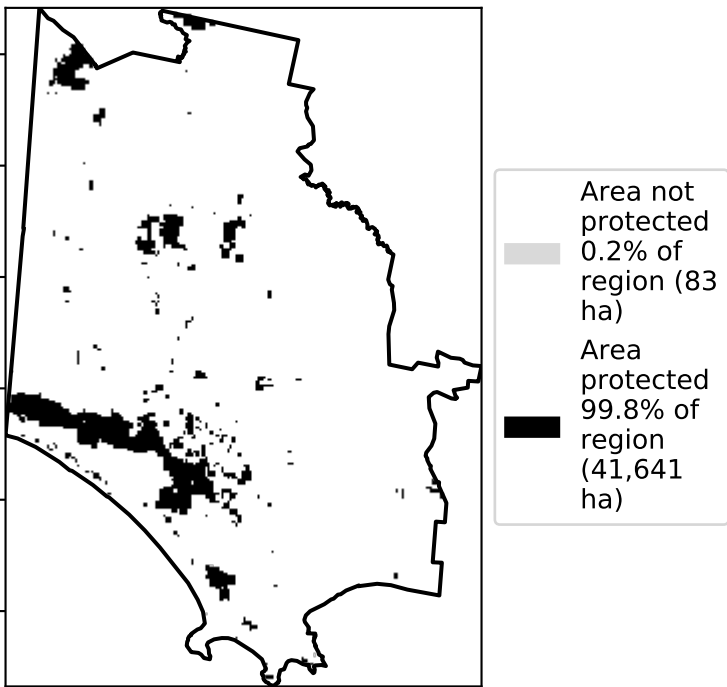 Area not
protected
0.2% of
region (83
ha)
Area
protected
99.8% of
region
(41,641
ha)